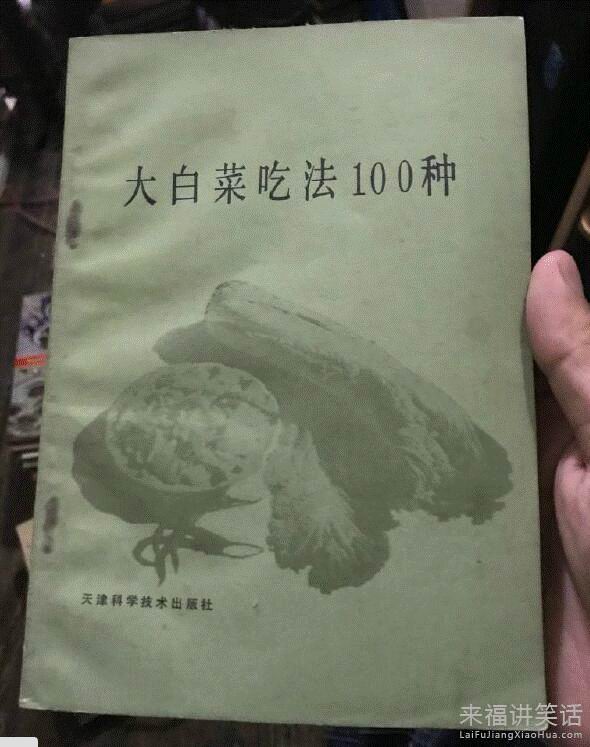 大白菜吃法100种
天津科学技术出版社
来福讲笑话
LaiFuJiangXiaoHua.com